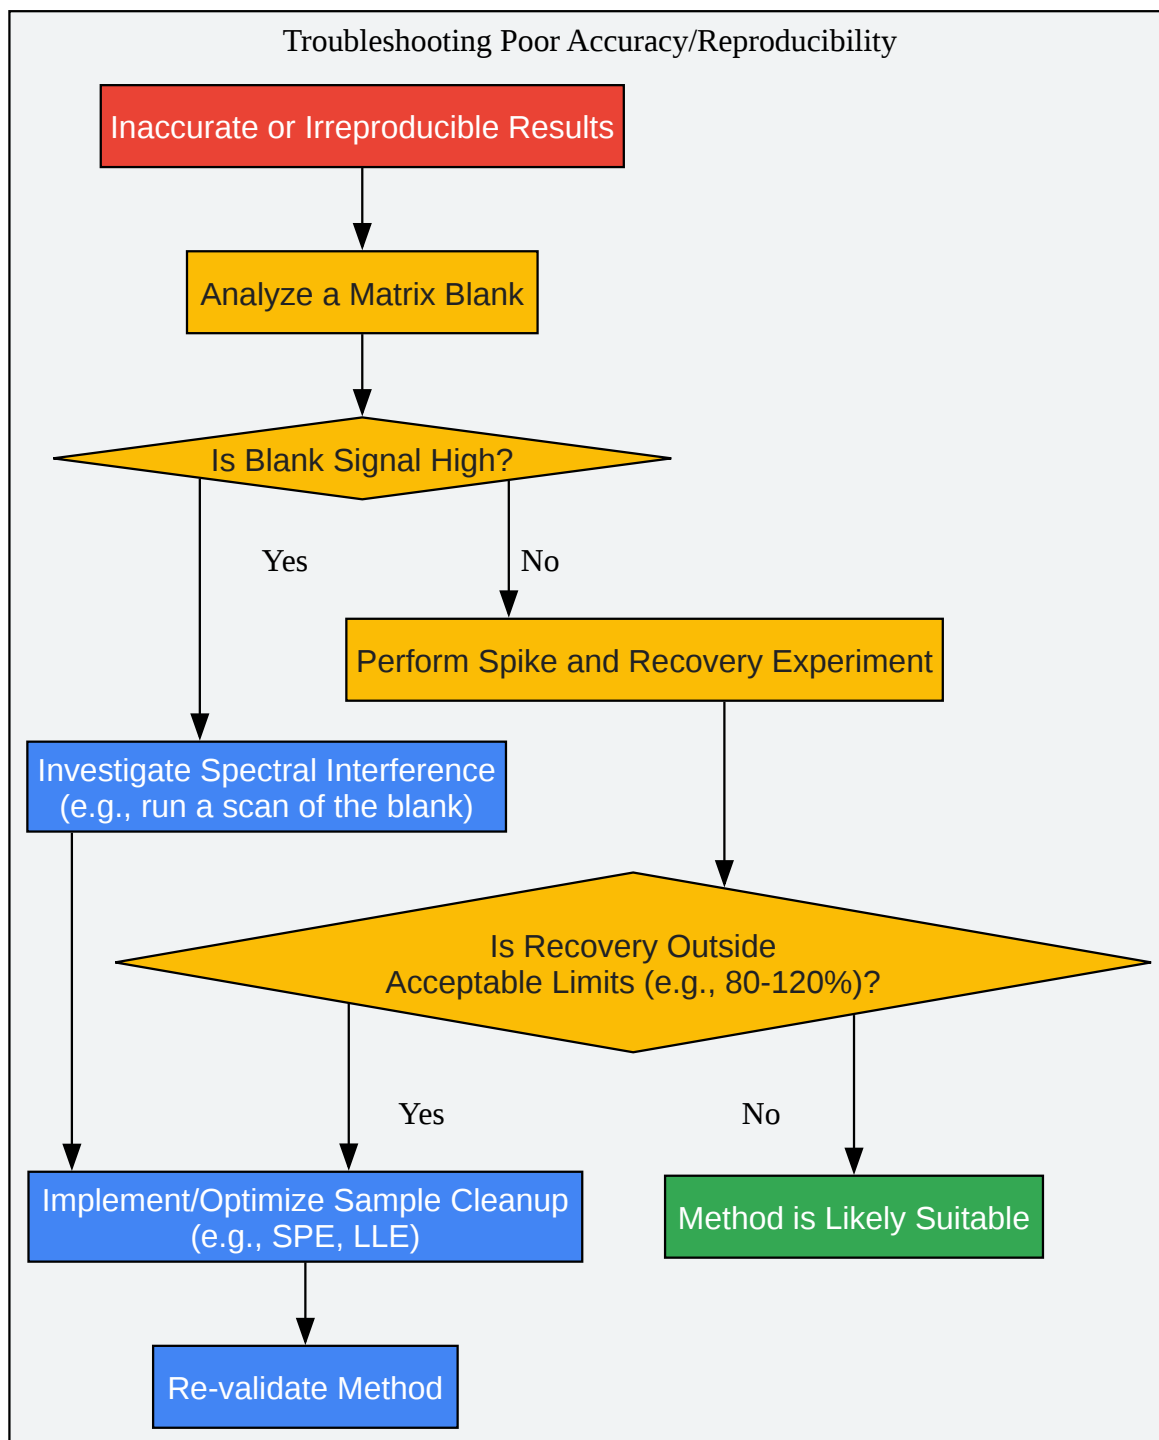 Troubleshooting Poor Accuracy/Reproducibility
Inaccurate or Irreproducible Results
Analyze a Matrix Blank
Is Blank Signal High?
Yes
No
Perform Spike and Recovery Experiment
Investigate Spectral Interference
(e.g., run a scan of the blank)
Is Recovery Outside
Acceptable Limits (e.g., 80-120%)?
Yes
No
Implement/Optimize Sample Cleanup
(e.g., SPE, LLE)
Method is Likely Suitable
Re-validate Method